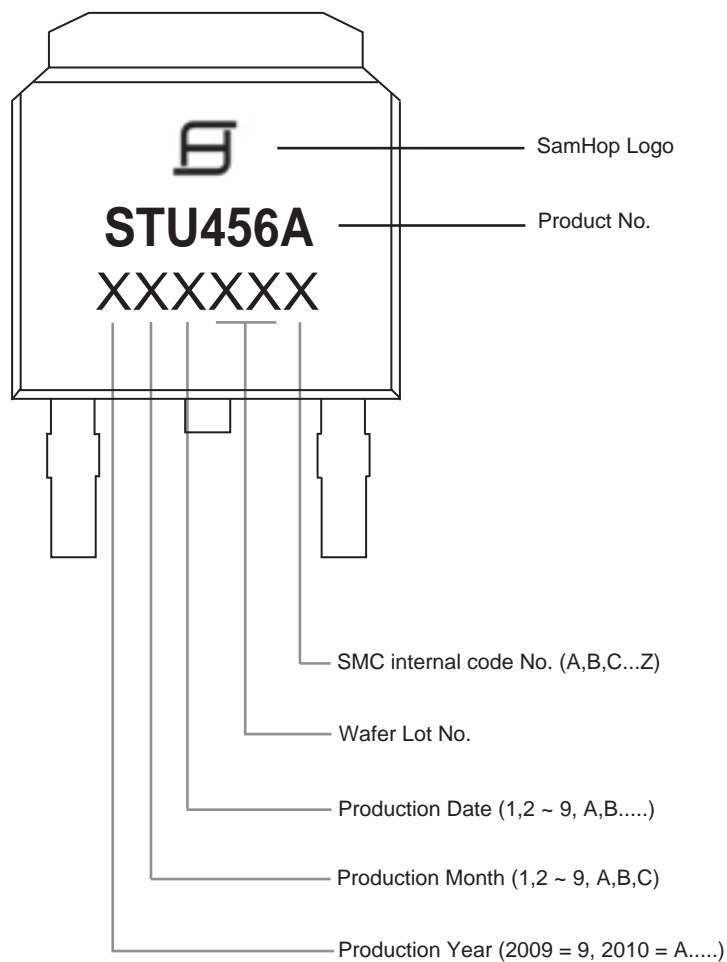 SamHop Logo
STU456A
Product No.
XXXXXX
SMC internal code No. (A,B,C...Z)
Wafer Lot No.
Production Date (1,2 ~ 9, A,B.....)
Production Month (1,2 ~ 9, A,B,C)
Production Year (2009 = 9, 2010 = A.....)